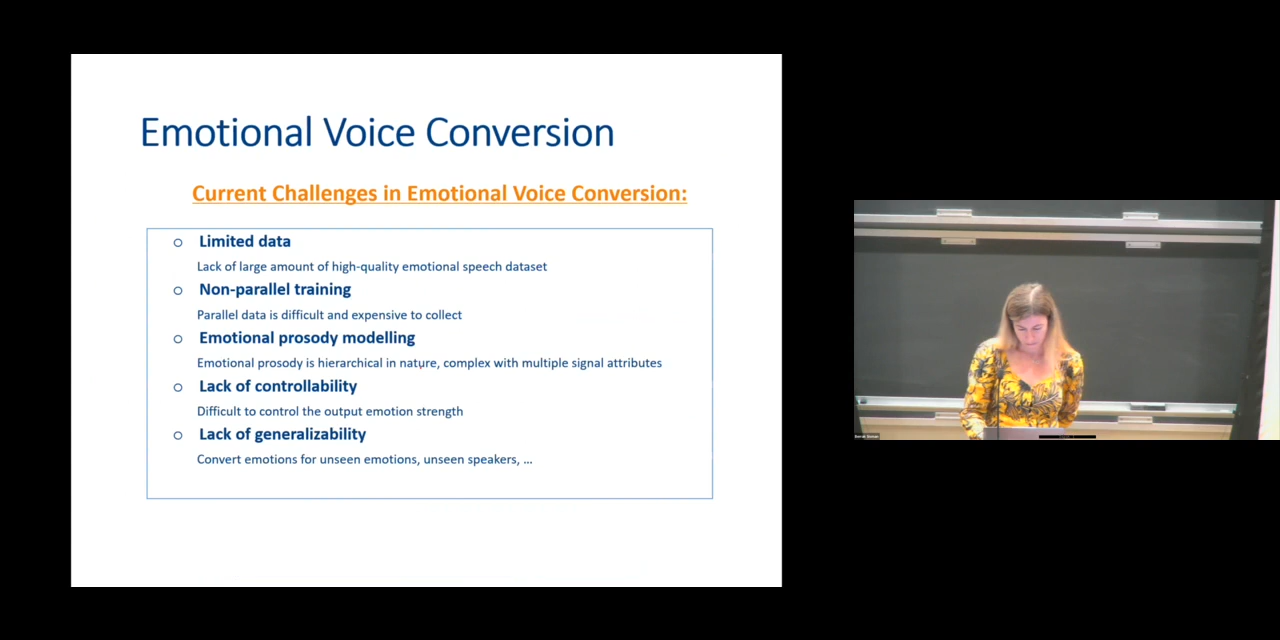 Emotional Voice Conversion
Current Challenges in Emotional Voice Conversion:
o Limited data
Lack of large amount of high-quality emotional speech dataset
o Non-parallel training
Parallel data is difficult and expensive to collect
o Emotional prosody modelling
Emotional prosody is hierarchical in nature, complex with multiple signal attributes
o Lack of controllability
Difficult to control the output emotion strength
o Lack of generalizability
Convert emotions for unseen emotions, unseen speakers, ...